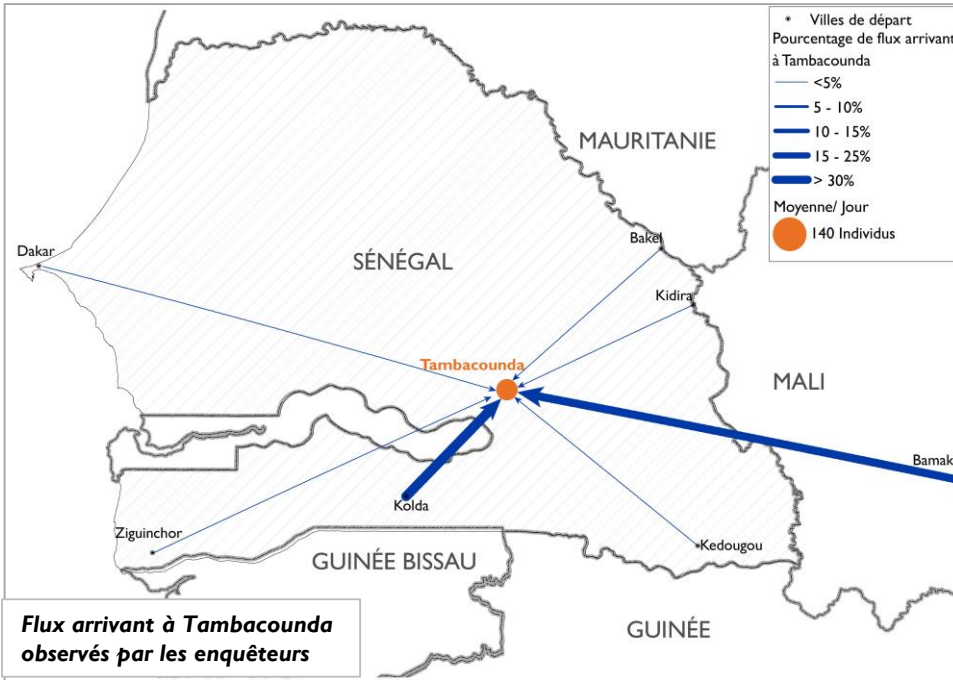 Villes de départ
Pourcentage de flux arrivant
à Tambacounda
<5%
5 - 10%
10 - 15%
15 - 25%
> 30%
Moyenne/ Jour
140 Individus
MAURITANIE
Bakel
Dakar
SÉNÉGAL
Kidira
Tambacounda
MALI
Bamak
Kolda
Ziguinchor
Kedougou
GUINÉE BISSAU
GUINÉE
Flux arrivant à Tambacounda
observés par les enquêteurs